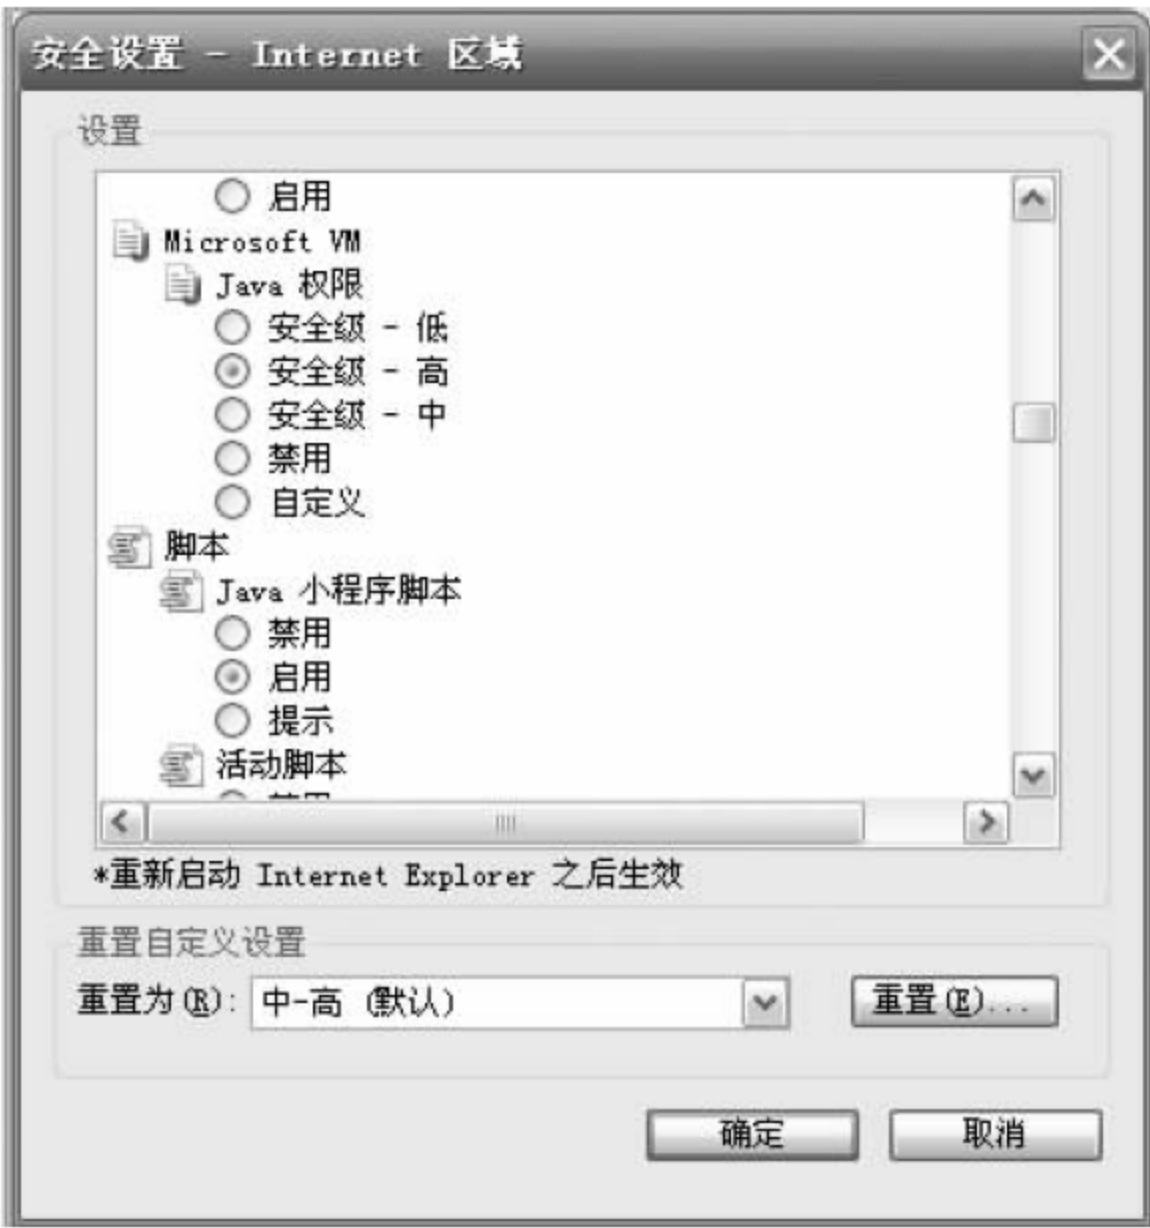 安全设置 - Internet 区域
设置
启用
Microsoft VM
Java 权限
安全级 - 低
安全级 - 高
安全级 - 中
禁用
自定义
脚本
Java 小程序脚本
禁用
启用
提示
活动脚本
*重新启动 Internet Explorer 之后生效
重置自定义设置
重置为(R): 中-高 (默认) 重置(E)...
确定 取消